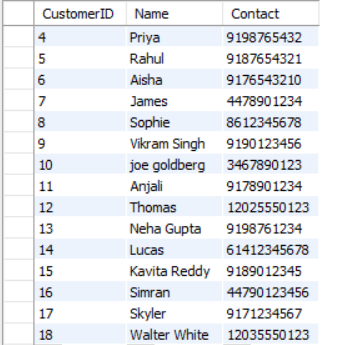 CustomerID Name Contact
4 Priya 9198765432
5 Rahul 9187654321
6 Aisha 9176543210
7 James 4478901234
8 Sophie 8612345678
9 Vikram Singh 9190123456
10 joe goldberg 3467890123
11 Anjali 9178901234
12 Thomas 12025550123
13 Neha Gupta 9198761234
14 Lucas 61412345678
15 Kavita Reddy 9189012345
16 Simran 44790123456
17 Skyler 9171234567
18 Walter White 12035550123